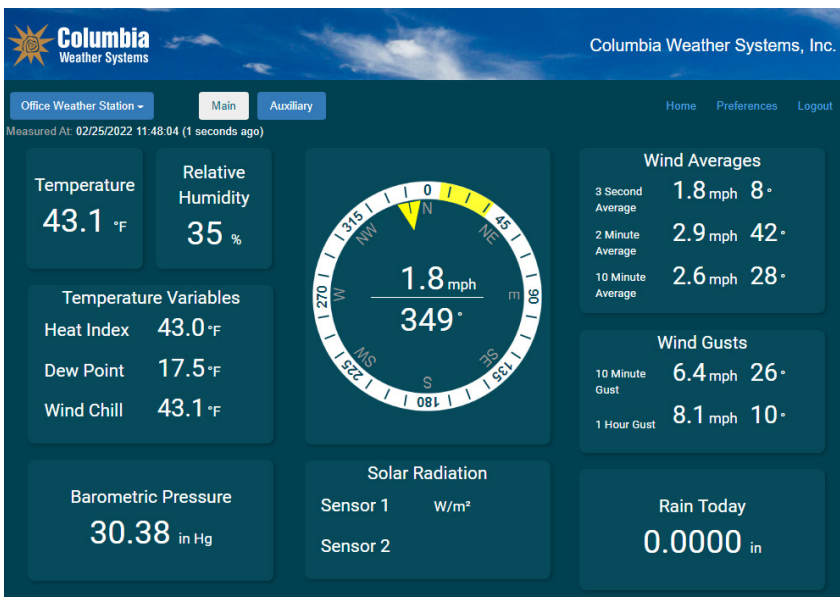 Columbia
Weather Systems
Columbia Weather Systems, Inc.
Office Weather Station
Main
Auxiliary
Home
Preferences
Logout
Measured At: 02/25/2022 11:48:04 (1 seconds ago)
Temperature
43.1 °F
Relative
Humidity
35 %
Temperature Variables
Heat Index 43.0 °F
Dew Point 17.5 °F
Wind Chill 43.1 °F
Barometric Pressure
30.38 in Hg
0
45
90
135
180
225
270
315
N
NE
E
SE
S
SW
W
NW
1.8 mph
349°
Solar Radiation
Sensor 1 W/m²
Sensor 2
Wind Averages
3 Second
Average
1.8 mph 8°
2 Minute
Average
2.9 mph 42°
10 Minute
Average
2.6 mph 28°
Wind Gusts
10 Minute
Gust
6.4 mph 26°
1 Hour Gust 8.1 mph 10°
Rain Today
0.0000 in